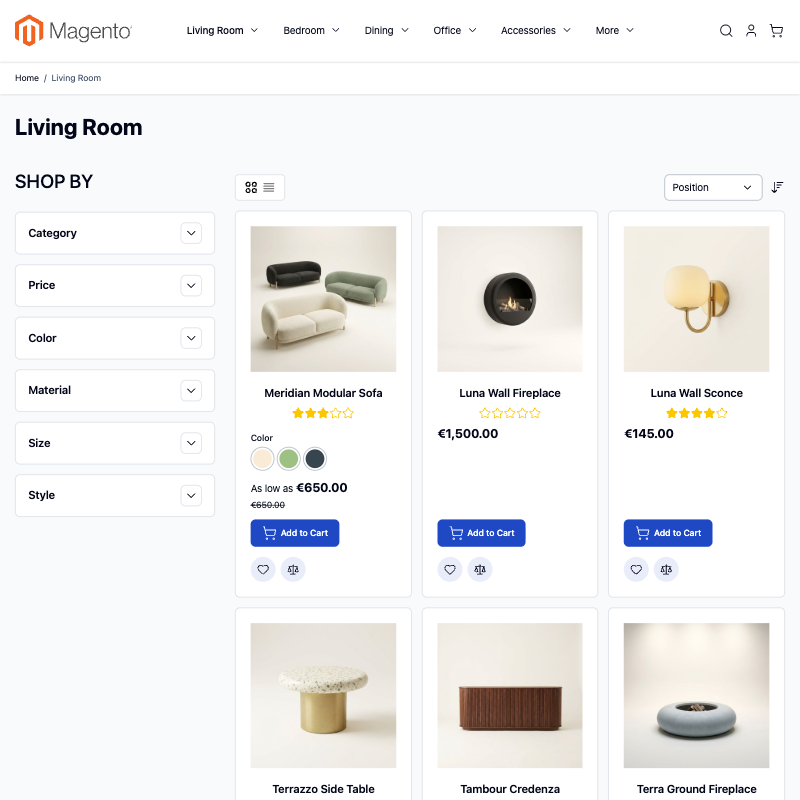 Magento
Living Room
Bedroom
Dining
Office
Accessories
More
Home / Living Room
Living Room
SHOP BY
Position
Category
Price
Color
Material
Size
Style
Meridian Modular Sofa
Color
As low as €650.00
€650.00
Add to Cart
Luna Wall Fireplace
€1,500.00
Add to Cart
Luna Wall Sconce
€145.00
Add to Cart
Terrazzo Side Table
Tambour Credenza
Terra Ground Fireplace